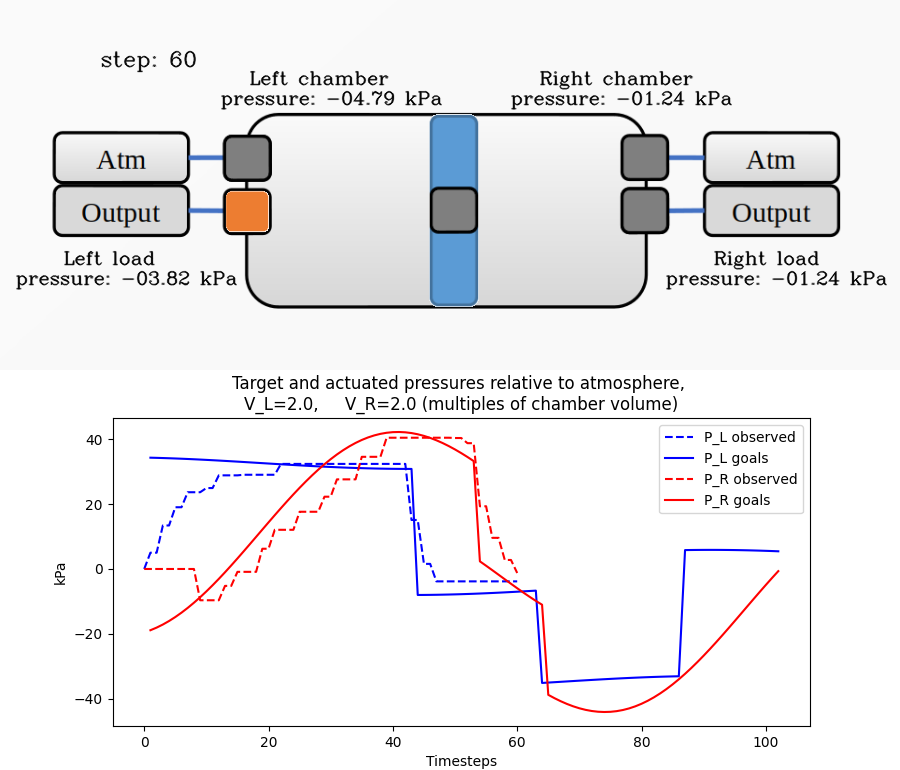 step: 60
Left chamber
pressure: -04.79 kPa
Right chamber
pressure: -01.24 kPa
Atm
Output
Atm
Output
Left load
pressure: -03.82 kPa
Right load
pressure: -01.24 kPa
Target and actuated pressures relative to atmosphere,
V_L=2.0, V_R=2.0 (multiples of chamber volume)
P_L observed
P_L goals
P_R observed
P_R goals
kPa
40
20
0
−20
−40
0 20 40 60 80 100
Timesteps